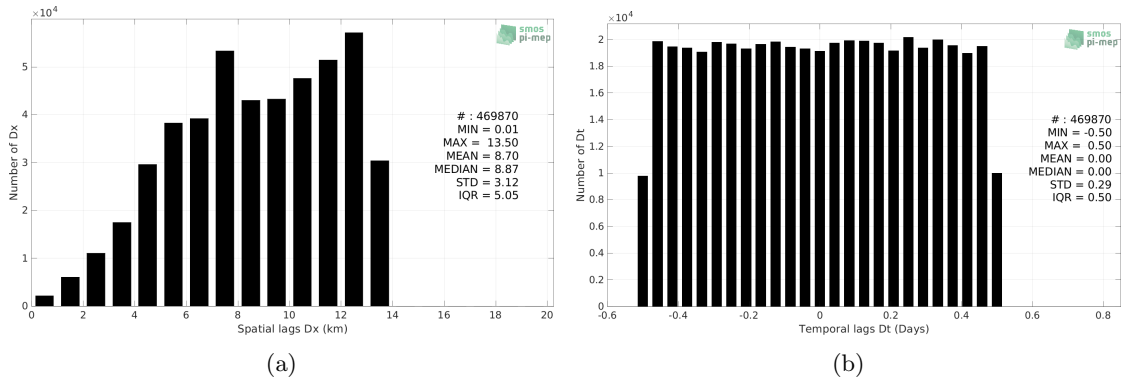 ×10⁴
smos
pi-mep
5
4
3
2
1
0
Number of Dx
# : 469870
MIN = 0.01
MAX = 13.50
MEAN = 8.70
MEDIAN = 8.87
STD = 3.12
IQR = 5.05
0 2 4 6 8 10 12 14 16 18 20
Spatial lags Dx (km)
(a)
×10⁴
smos
pi-mep
2
1.8
1.6
1.4
1.2
1
0.8
0.6
0.4
0.2
0
Number of Dt
# : 469870
MIN = -0.50
MAX = 0.50
MEAN = 0.00
MEDIAN = 0.00
STD = 0.29
IQR = 0.50
-0.6 -0.4 -0.2 0 0.2 0.4 0.6 0.8
Temporal lags Dt (Days)
(b)